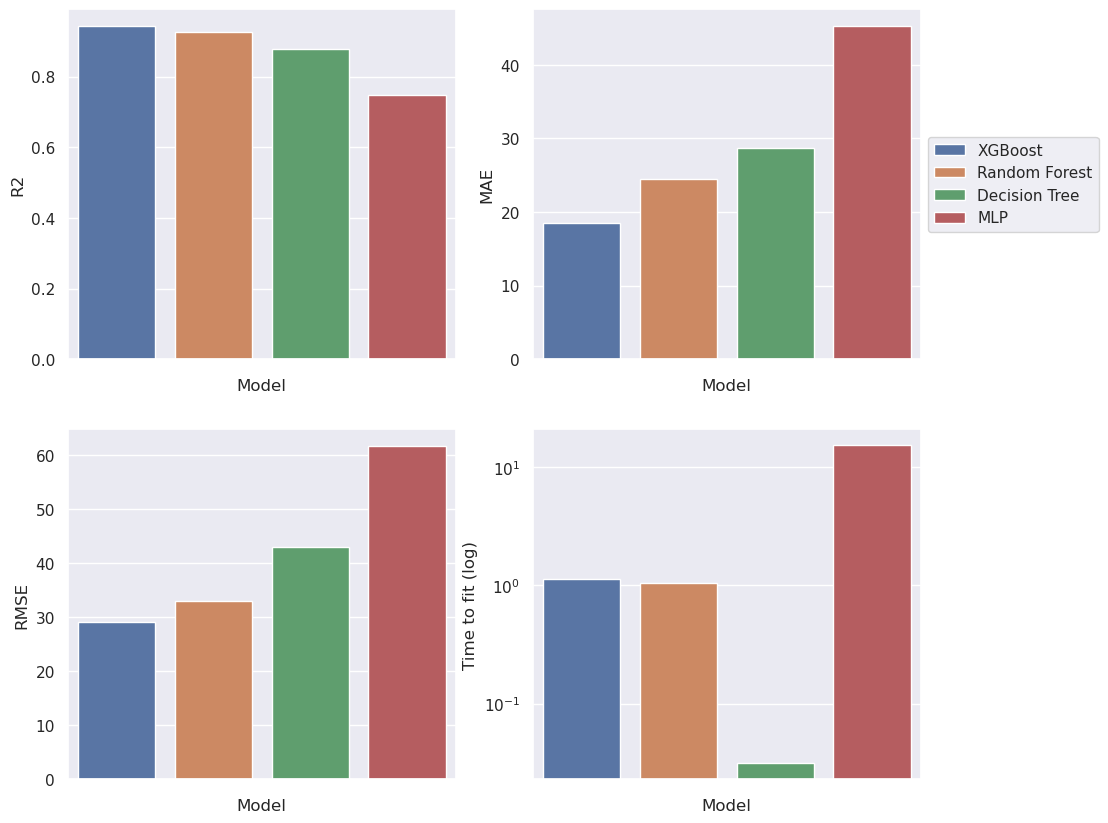 0.8
0.6
0.4
0.2
0.0
R2
Model
40
30
20
10
0
MAE
Model
XGBoost
Random Forest
Decision Tree
MLP
60
50
40
30
20
10
0
RMSE
Model
10¹
10⁰
10⁻¹
Time to fit (log)
Model